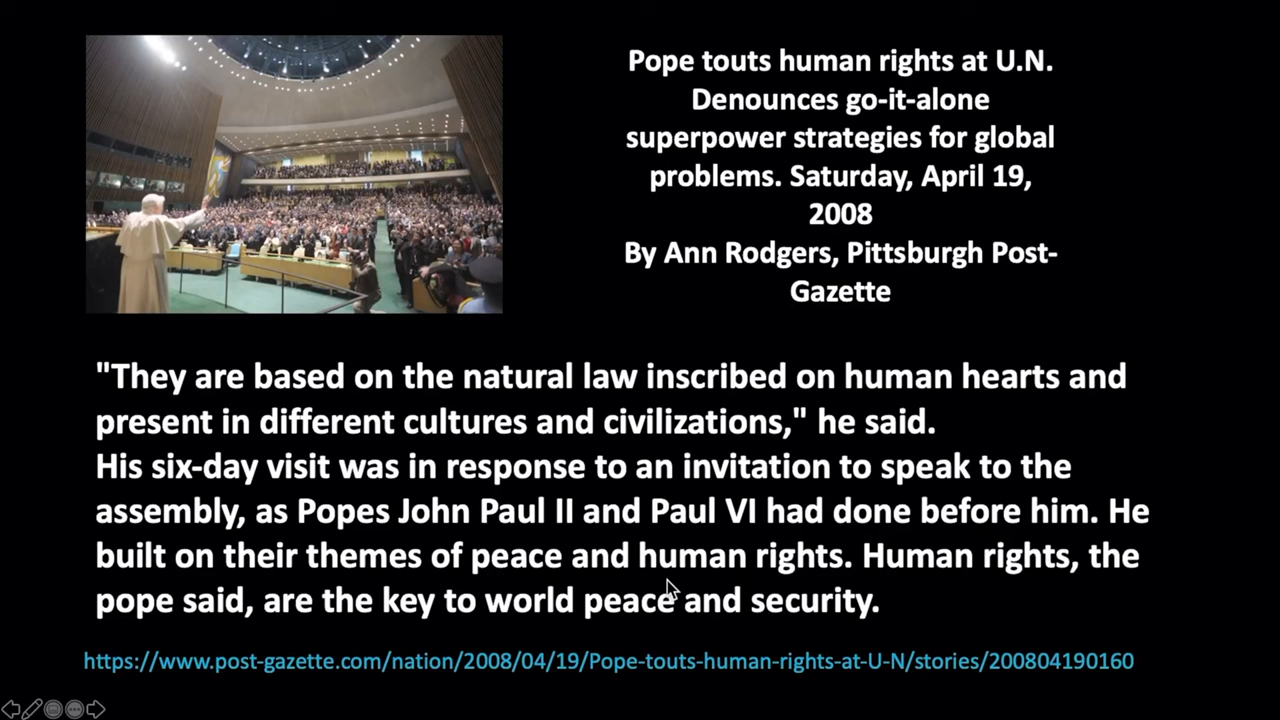 Pope touts human rights at U.N.
Denounces go-it-alone
superpower strategies for global
problems. Saturday, April 19,
2008
By Ann Rodgers, Pittsburgh Post-
Gazette
"They are based on the natural law inscribed on human hearts and
present in different cultures and civilizations," he said.
His six-day visit was in response to an invitation to speak to the
assembly, as Popes John Paul II and Paul VI had done before him. He
built on their themes of peace and human rights. Human rights, the
pope said, are the key to world peace and security.
https://www.post-gazette.com/nation/2008/04/19/Pope-touts-human-rights-at-U-N/stories/200804190160